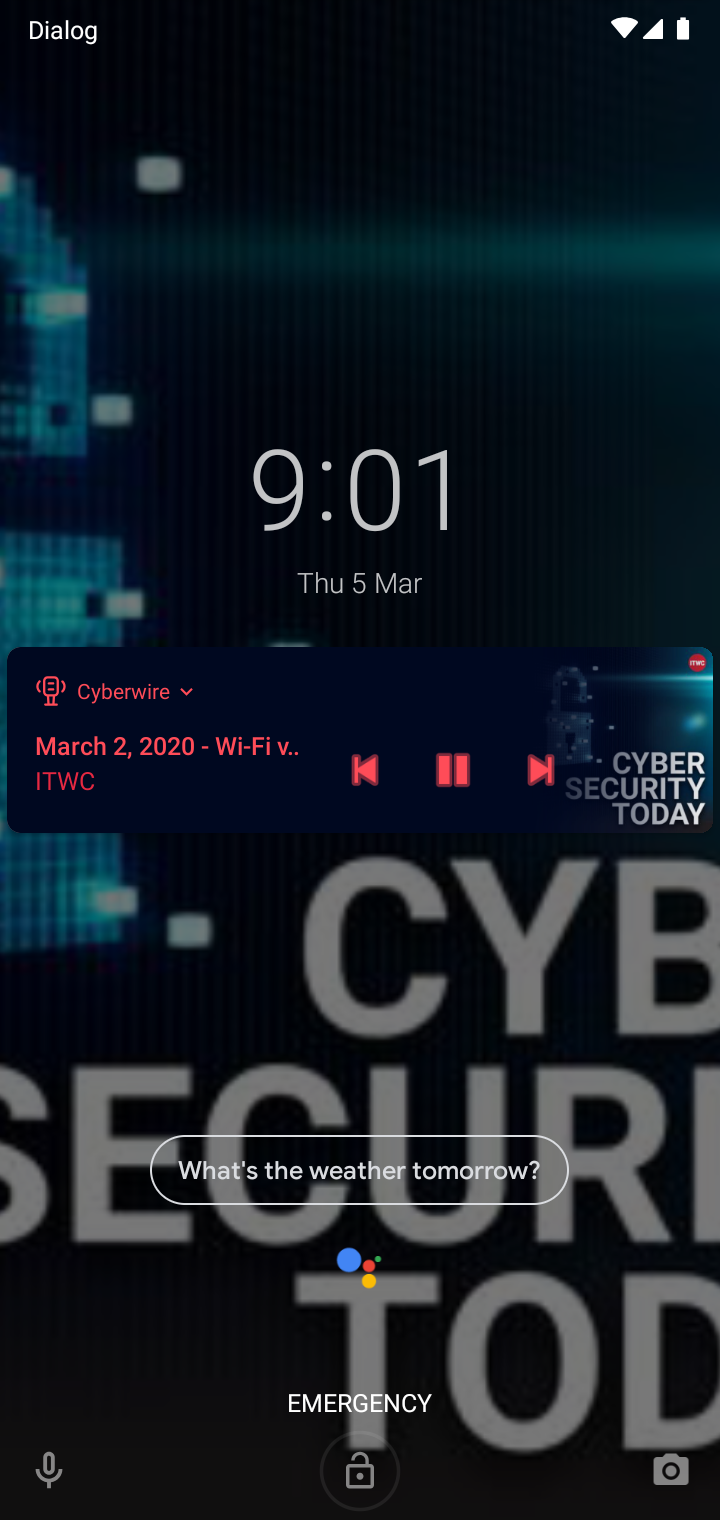 Dialog
9:01
Thu 5 Mar
Cyberwire
March 2, 2020 - Wi-Fi v..
ITWC
ITWC
CYBER
SECURITY
TODAY
CYB
SECURI
TOD
What's the weather tomorrow?
EMERGENCY